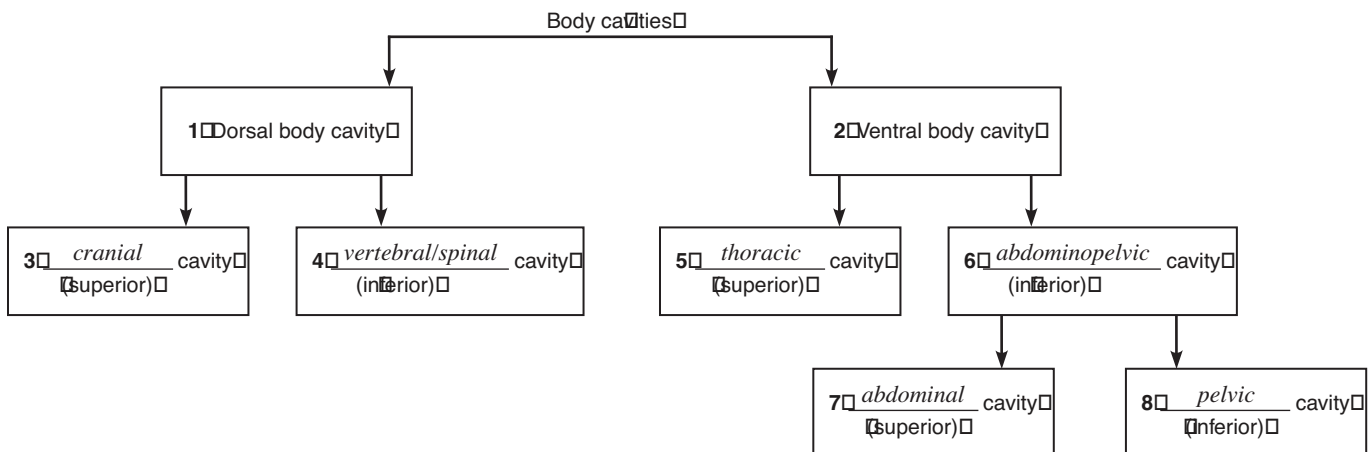 Body cavities
1 Dorsal body cavity
2 Ventral body cavity
3 cranial cavity
(superior)
4 vertebral/spinal cavity
(inferior)
5 thoracic cavity
(superior)
6 abdominopelvic cavity
(inferior)
7 abdominal cavity
(superior)
8 pelvic cavity
(inferior)